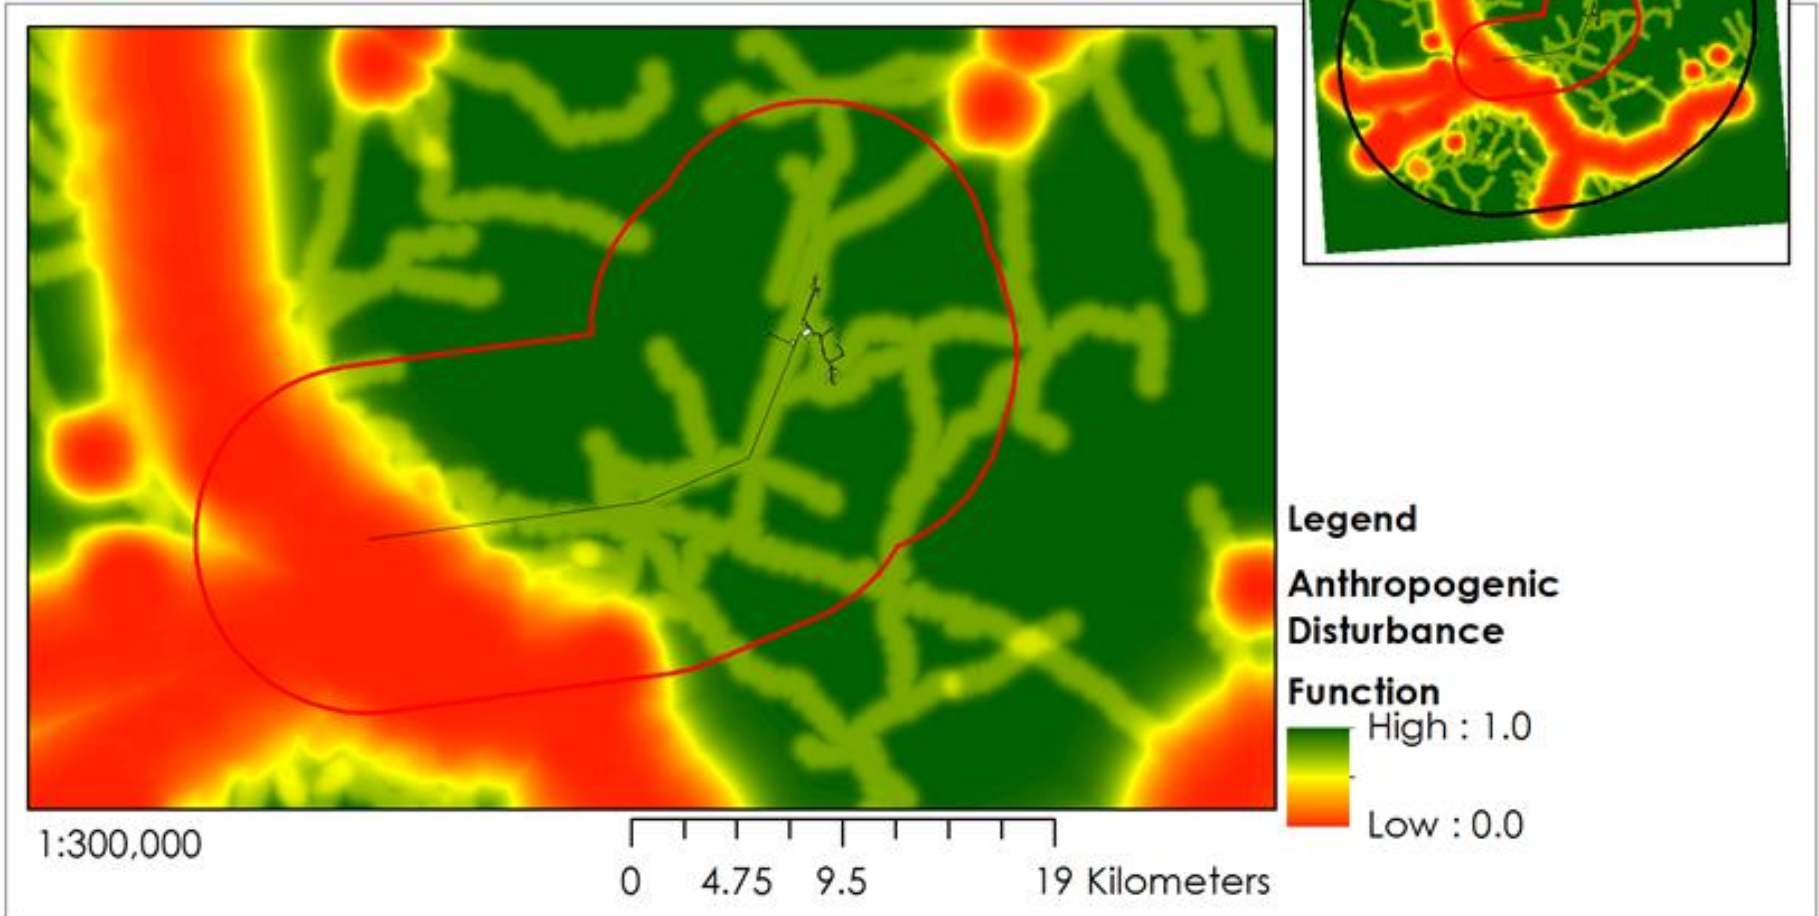 Legend
Anthropogenic
Disturbance
Function
High : 1.0
Low : 0.0
1:300,000
0 4.75 9.5 19 Kilometers